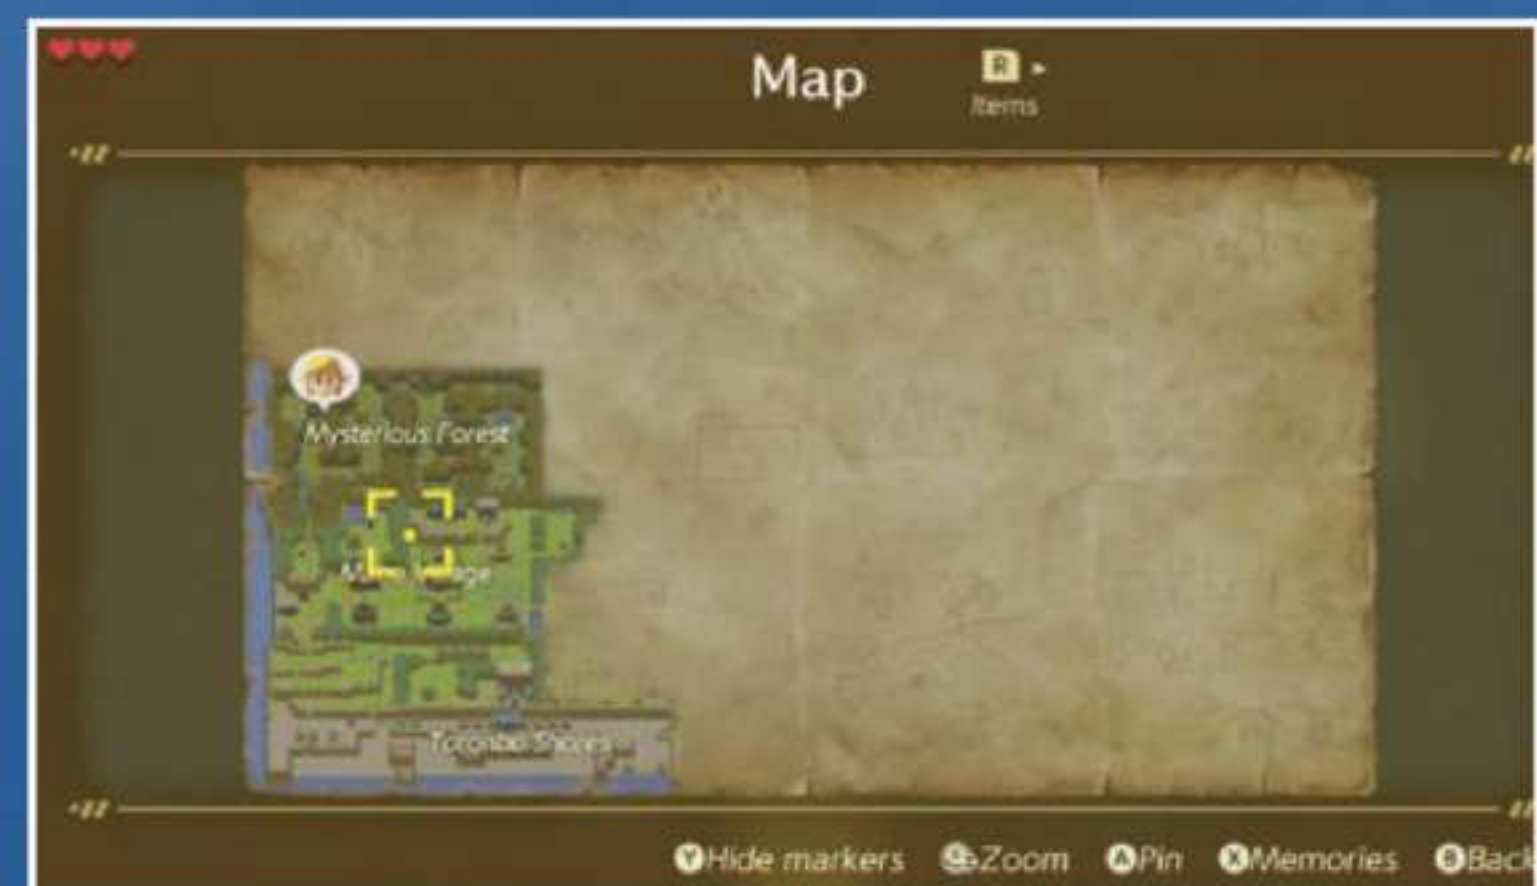 Map
R
Items
Mysterious Forest
Toronbo Shores
Y Hide markers Zoom A Pin X Memories B Back